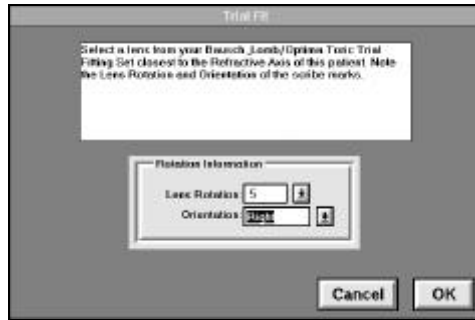 Trial Fit
Select a lens from your Bausch_Lomb/Optima Toric Trial
Fitting Set closest to the Refractive Axis of this patient. Note
the Lens Rotation and Orientation of the scribe marks.
Rotation Information
Lens Rotation: 5
Orientation: Right
Cancel OK